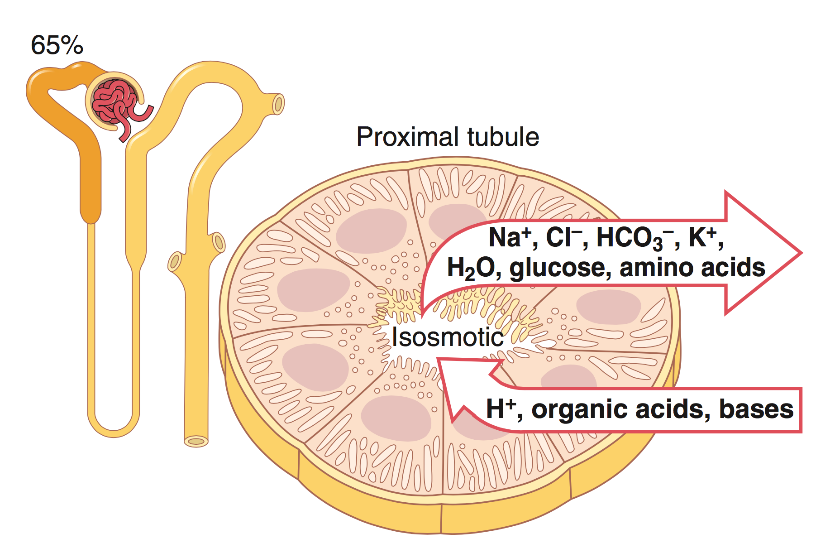 65%
Proximal tubule
Na⁺, Cl⁻, HCO₃⁻, K⁺,
H₂O, glucose, amino acids
Isosmotic
H⁺, organic acids, bases